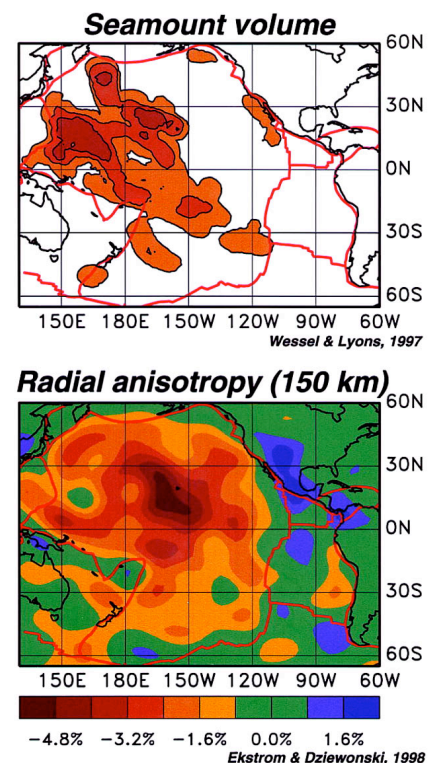 Seamount volume
60N
30N
0N
30S
60S
150E 180E 150W 120W 90W 60W
Wessel & Lyons, 1997
Radial anisotropy (150 km)
60N
30N
0N
30S
60S
150E 180E 150W 120W 90W 60W
−4.8% −3.2% −1.6% 0.0% 1.6%
Ekstrom & Dziewonski, 1998